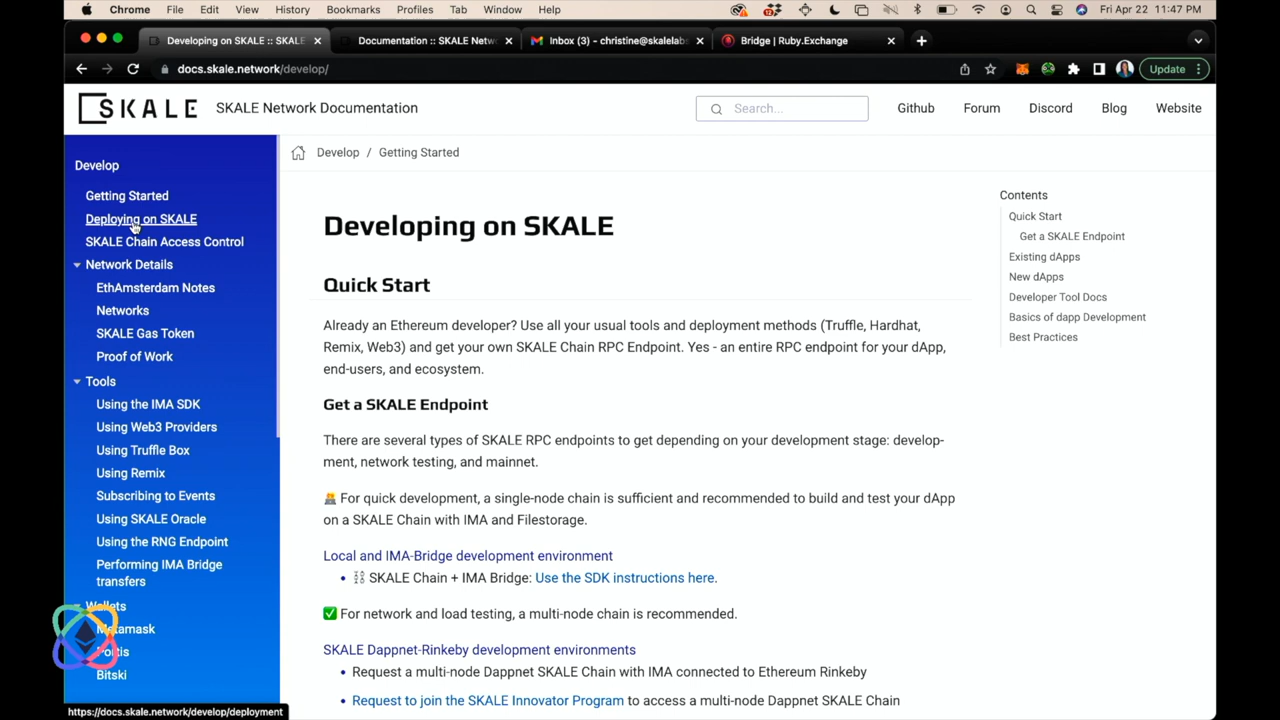 Chrome File Edit View History Bookmarks Profiles Tab Window Help Fri Apr 22 11:47 PM
Developing on SKALE :: SKALE Documentation :: SKALE Netw Inbox (3) - christine@skalelabs Bridge | Ruby.Exchange
docs.skale.network/develop/ Update
SKALE SKALE Network Documentation Search... Github Forum Discord Blog Website
Develop
Getting Started
Deploying on SKALE
SKALE Chain Access Control
Network Details
EthAmsterdam Notes
Networks
SKALE Gas Token
Proof of Work
Tools
Using the IMA SDK
Using Web3 Providers
Using Truffle Box
Using Remix
Subscribing to Events
Using SKALE Oracle
Using the RNG Endpoint
Performing IMA Bridge
transfers
Wallets
Metamask
Portis
Bitski
https://docs.skale.network/develop/deployment
Develop / Getting Started
Developing on SKALE
Quick Start
Already an Ethereum developer? Use all your usual tools and deployment methods (Truffle, Hardhat,
Remix, Web3) and get your own SKALE Chain RPC Endpoint. Yes - an entire RPC endpoint for your dApp,
end-users, and ecosystem.
Get a SKALE Endpoint
There are several types of SKALE RPC endpoints to get depending on your development stage: develop-
ment, network testing, and mainnet.
For quick development, a single-node chain is sufficient and recommended to build and test your dApp
on a SKALE Chain with IMA and Filestorage.
Local and IMA-Bridge development environment
• ⛓ SKALE Chain + IMA Bridge: Use the SDK instructions here.
✅ For network and load testing, a multi-node chain is recommended.
SKALE Dappnet-Rinkeby development environments
• Request a multi-node Dappnet SKALE Chain with IMA connected to Ethereum Rinkeby
• Request to join the SKALE Innovator Program to access a multi-node Dappnet SKALE Chain
Contents
Quick Start
Get a SKALE Endpoint
Existing dApps
New dApps
Developer Tool Docs
Basics of dapp Development
Best Practices